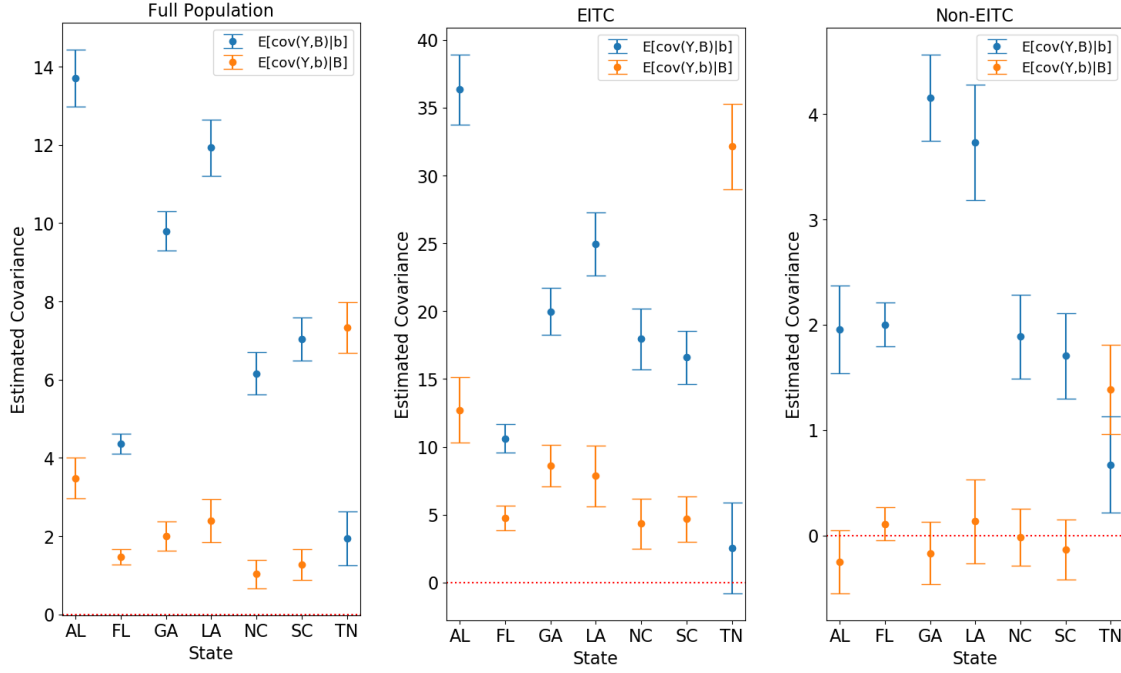 Full Population
E[cov(Y,B)|b]
E[cov(Y,b)|B]
14
12
10
8
6
4
2
0
Estimated Covariance
AL FL GA LA NC SC TN
State
EITC
E[cov(Y,B)|b]
E[cov(Y,b)|B]
40
35
30
25
20
15
10
5
0
Estimated Covariance
AL FL GA LA NC SC TN
State
Non-EITC
E[cov(Y,B)|b]
E[cov(Y,b)|B]
4
3
2
1
0
Estimated Covariance
AL FL GA LA NC SC TN
State